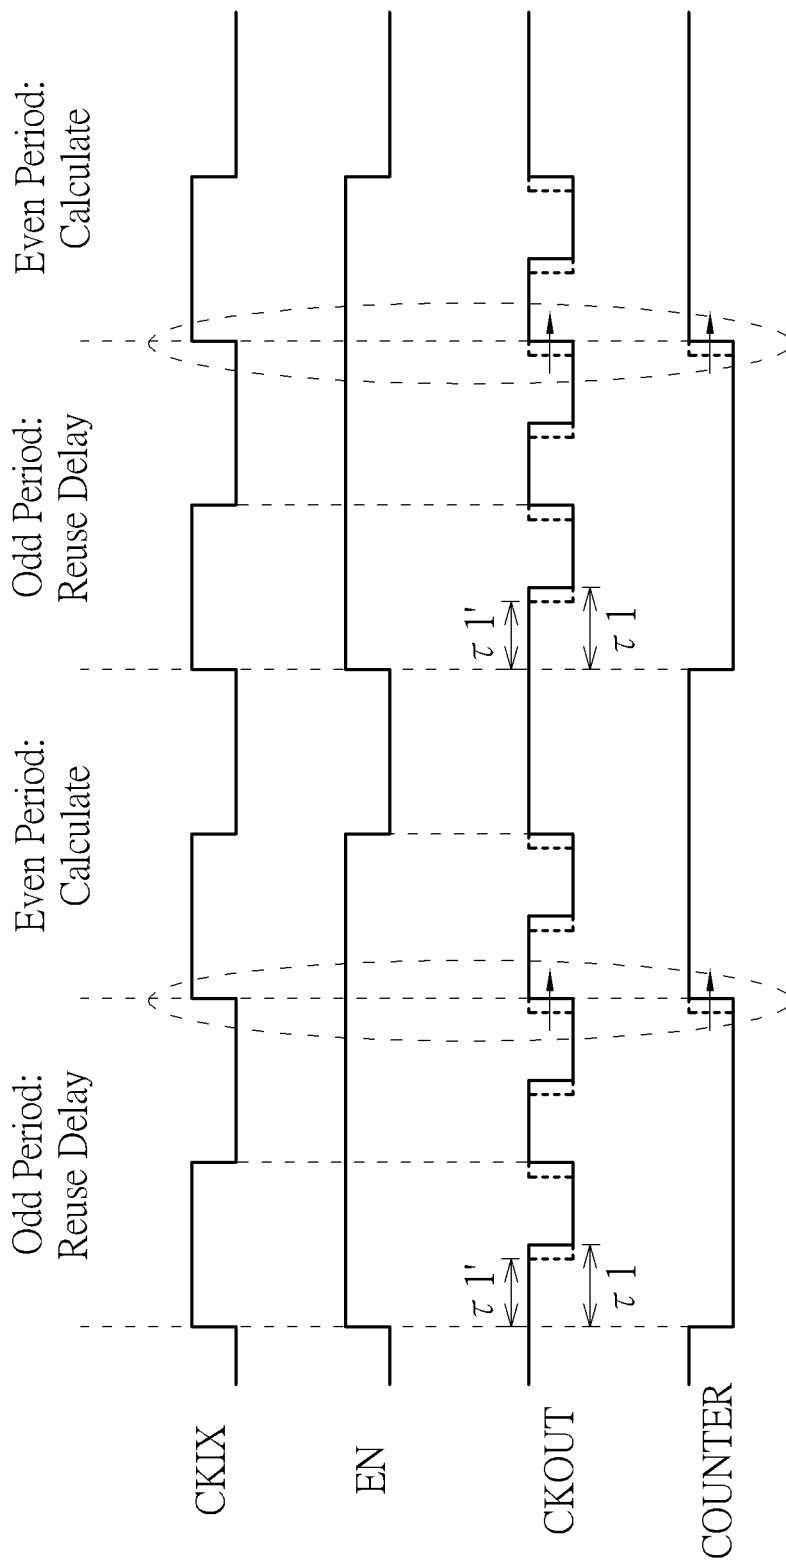 Odd Period:
Reuse Delay
Even Period:
Calculate
Odd Period:
Reuse Delay
Even Period:
Calculate
CKIX
EN
CKOUT
τ 1'
τ 1
τ 1'
τ 1
COUNTER